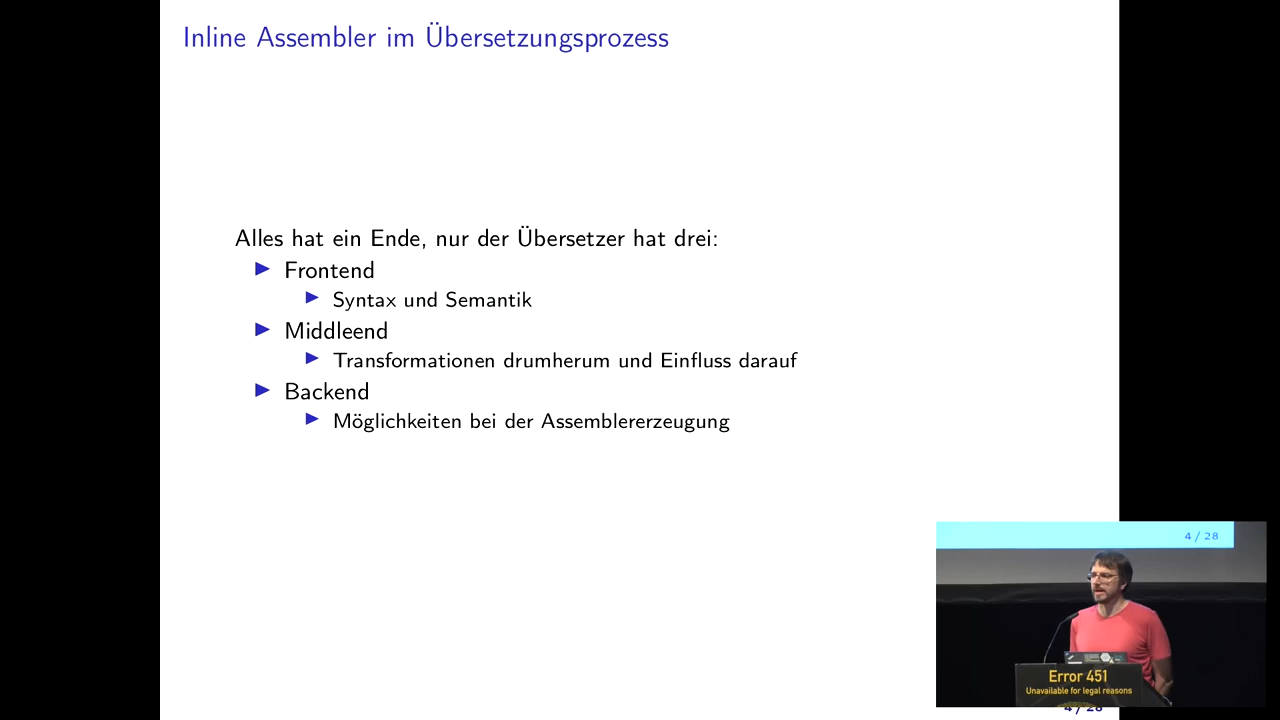 Inline Assembler im Übersetzungsprozess
Alles hat ein Ende, nur der Übersetzer hat drei:
Frontend
Syntax und Semantik
Middleend
Transformationen drumherum und Einfluss darauf
Backend
Möglichkeiten bei der Assemblererzeugung
4 / 28
Error 451
Unavailable for legal reasons
4 / 28